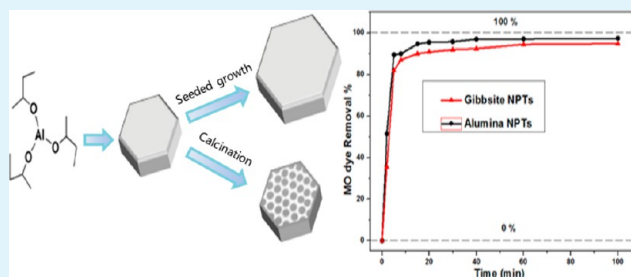 O
O
Al
O
Seeded growth
Calcination
MO dye Removal %
100
80
60
40
20
0
100 %
Gibbsite NPTs
Alumina NPTs
0 %
0 20 40 60 80 100
Time (min)